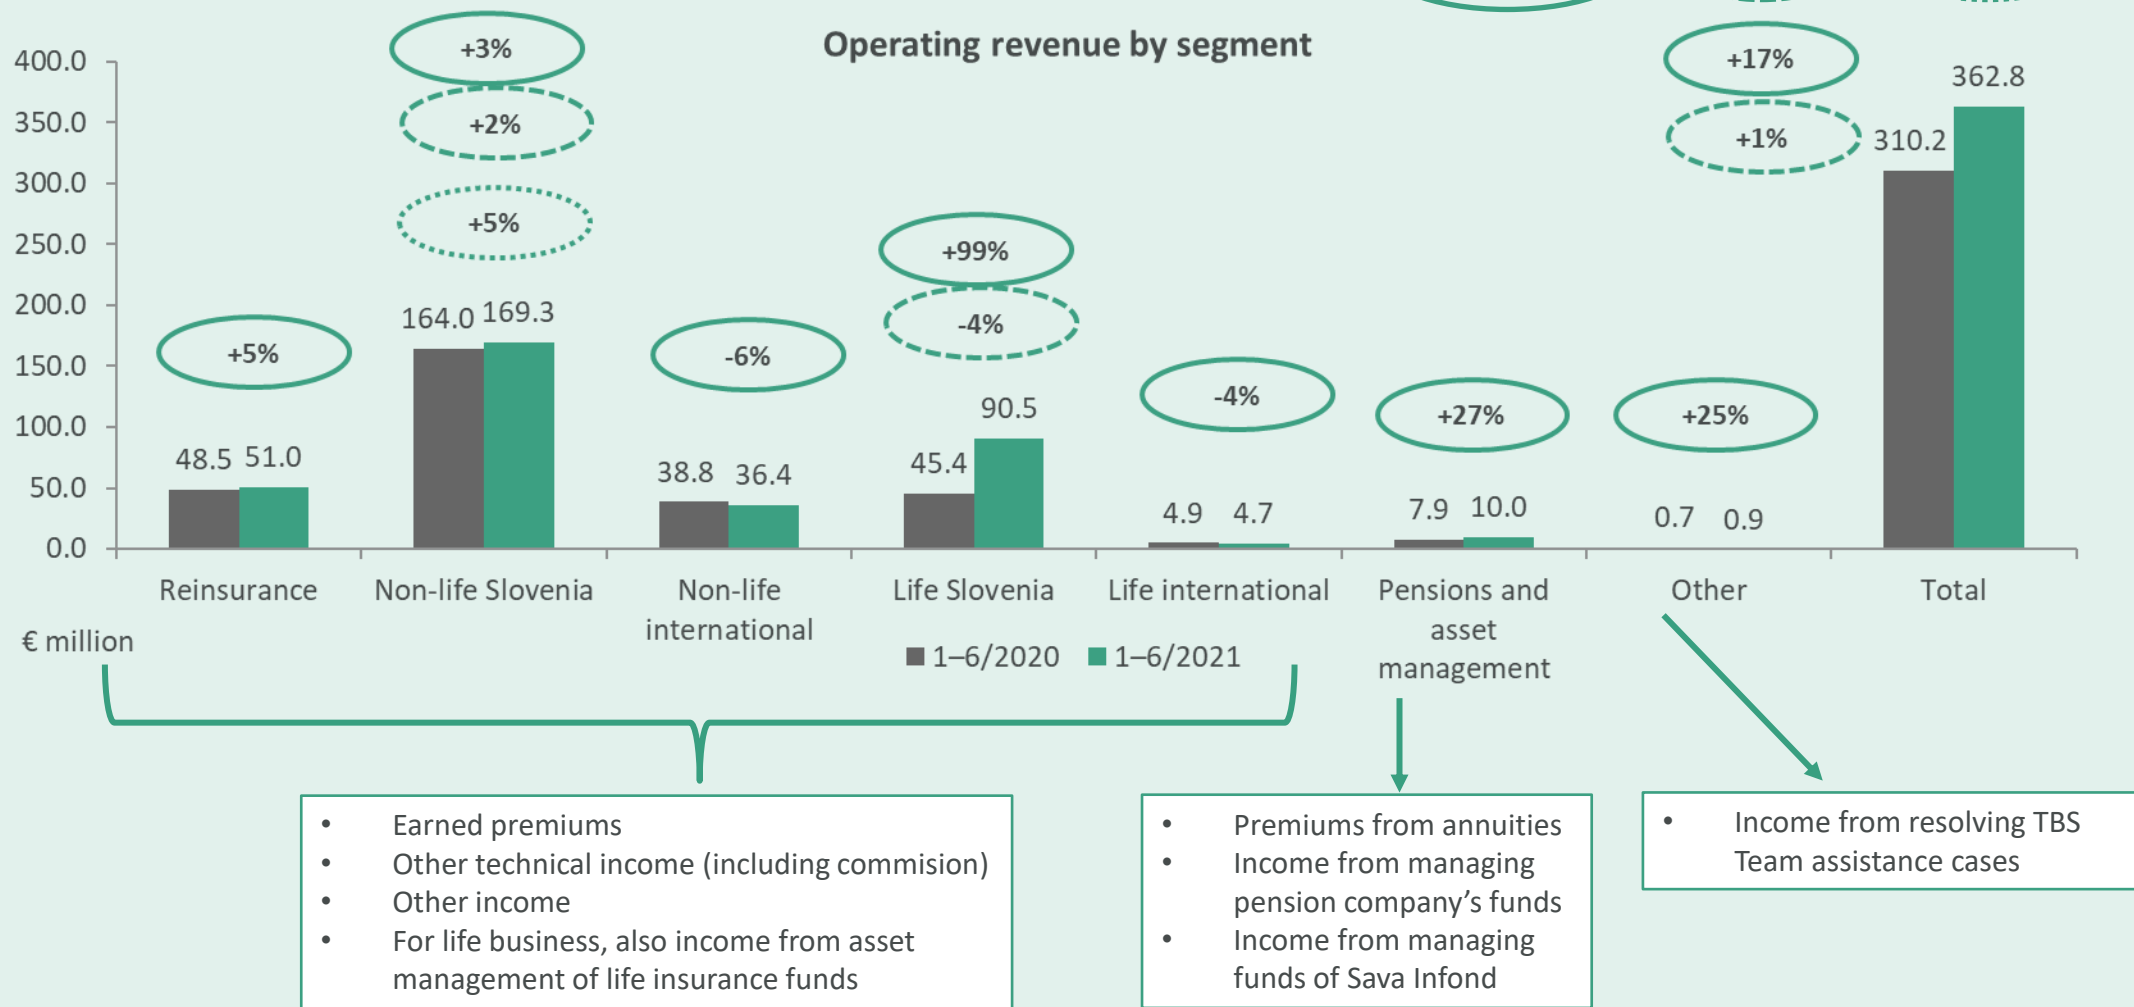 Operating revenue by segment
+3%
+2%
+5%
+17%
+1%
+99%
-4%
+5%
-6%
-4%
+27%
+25%
400.0
350.0
300.0
250.0
200.0
150.0
100.0
50.0
0.0
48.5 51.0
164.0 169.3
38.8 36.4
45.4 90.5
4.9 4.7
7.9 10.0
0.7 0.9
310.2 362.8
Reinsurance
Non-life Slovenia
Non-life
international
Life Slovenia
Life international
Pensions and
asset
management
Other
Total
€ million
1–6/2020 1–6/2021
• Earned premiums
• Other technical income (including commision)
• Other income
• For life business, also income from asset
management of life insurance funds
• Premiums from annuities
• Income from managing
pension company’s funds
• Income from managing
funds of Sava Infond
• Income from resolving TBS
Team assistance cases